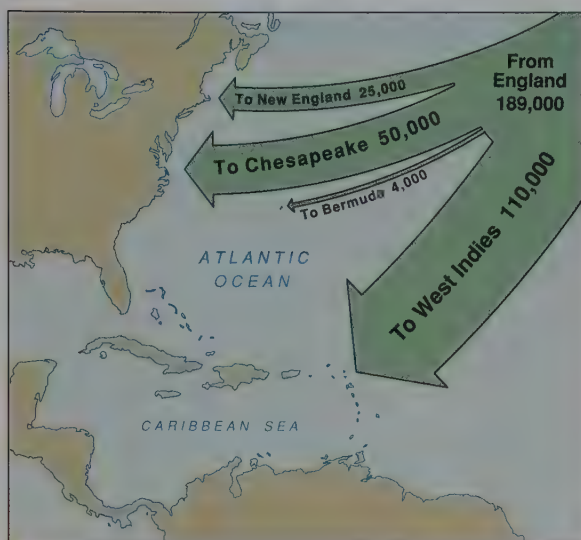 From
England
189,000
To New England 25,000
To Chesapeake 50,000
To Bermuda 4,000
To West Indies 110,000
ATLANTIC
OCEAN
CARIBBEAN SEA